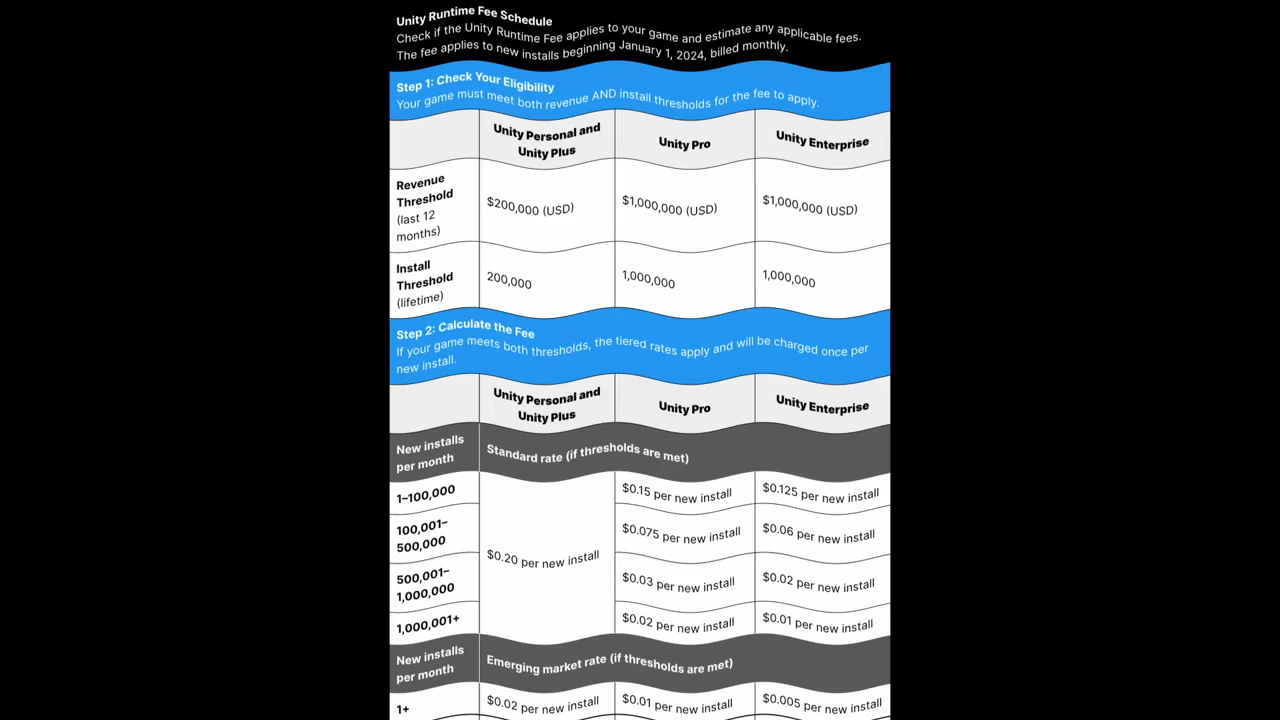 Unity Runtime Fee Schedule
Check if the Unity Runtime Fee applies to your game and estimate any applicable fees.
The fee applies to new installs beginning January 1, 2024, billed monthly.
Step 1: Check Your Eligibility
Your game must meet both revenue AND install thresholds for the fee to apply.
Unity Personal and
Unity Plus
Unity Pro
Unity Enterprise
Revenue
Threshold
(last 12
months)
$200,000 (USD)
$1,000,000 (USD)
$1,000,000 (USD)
Install
Threshold
(lifetime)
200,000
1,000,000
1,000,000
Step 2: Calculate the Fee
If your game meets both thresholds, the tiered rates apply and will be charged once per
new install.
Unity Personal and
Unity Plus
Unity Pro
Unity Enterprise
New installs
per month
Standard rate (if thresholds are met)
1–100,000
$0.20 per new install
$0.15 per new install
$0.125 per new install
100,001–
500,000
$0.075 per new install
$0.06 per new install
500,001–
1,000,000
$0.03 per new install
$0.02 per new install
1,000,001+
$0.02 per new install
$0.01 per new install
New installs
per month
Emerging market rate (if thresholds are met)
1+
$0.02 per new install
$0.01 per new install
$0.005 per new install